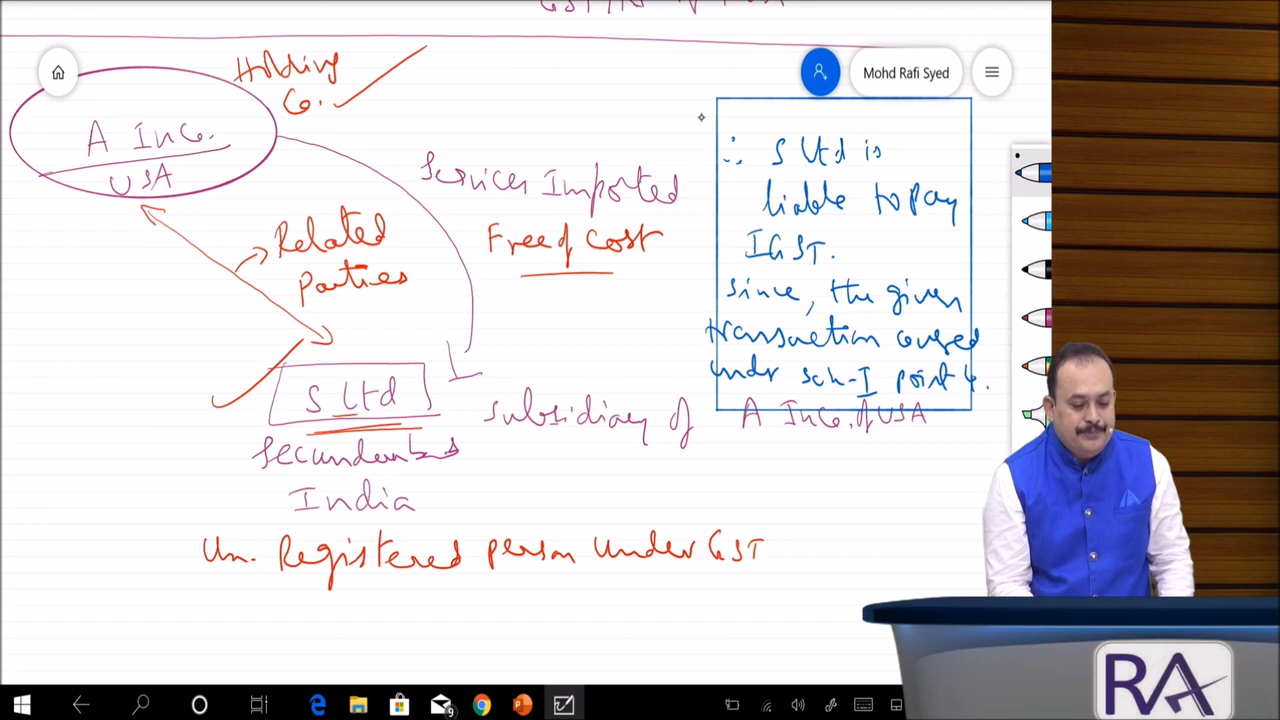 Holding
Co.
Mohd Rafi Syed
A Inc.
USA
Services Imported
Free of Cost
Related
Parties
∴ S Ltd is
liable to pay
IGST.
since, the given
transaction covered
under sch-I point 4.
S Ltd
subsidiary of A Inc. of USA
India
Un. Registered person under GST
9
RA